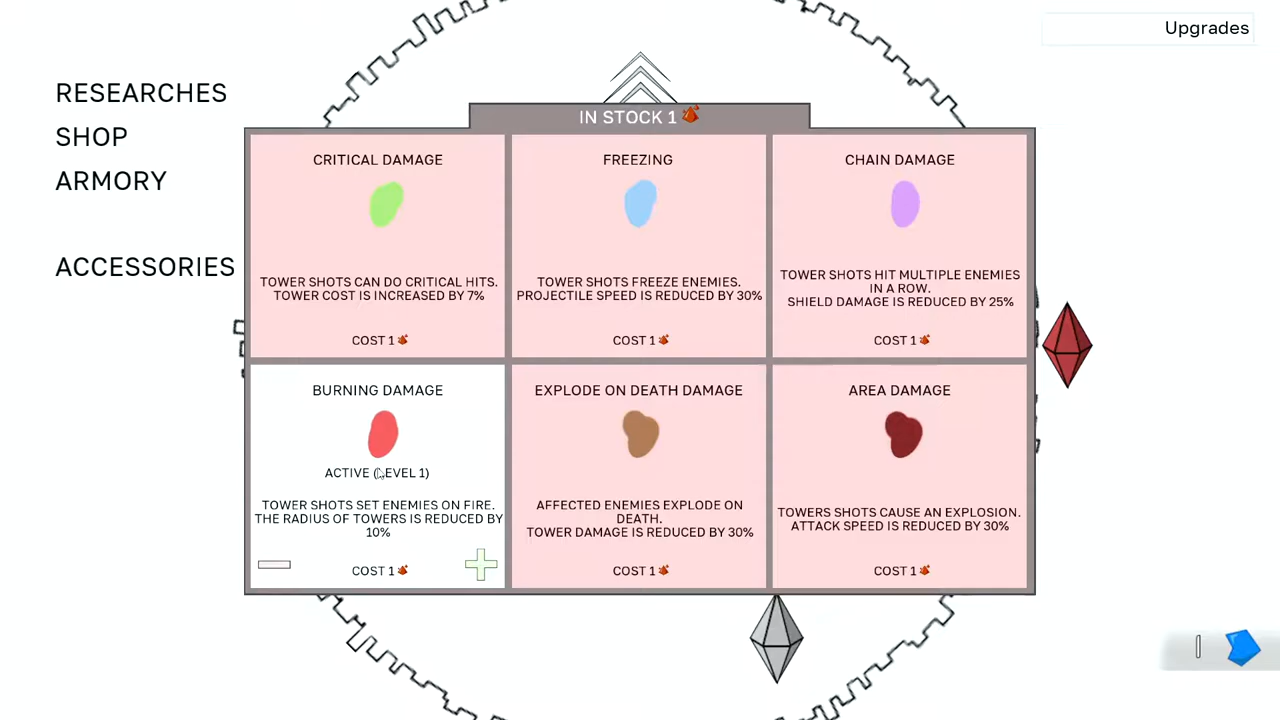 Upgrades
RESEARCHES
SHOP
ARMORY
ACCESSORIES
IN STOCK 1
CRITICAL DAMAGE
TOWER SHOTS CAN DO CRITICAL HITS.
TOWER COST IS INCREASED BY 7%
COST 1
FREEZING
TOWER SHOTS FREEZE ENEMIES.
PROJECTILE SPEED IS REDUCED BY 30%
COST 1
CHAIN DAMAGE
TOWER SHOTS HIT MULTIPLE ENEMIES
IN A ROW.
SHIELD DAMAGE IS REDUCED BY 25%
COST 1
BURNING DAMAGE
ACTIVE (LEVEL 1)
TOWER SHOTS SET ENEMIES ON FIRE.
THE RADIUS OF TOWERS IS REDUCED BY
10%
COST 1
EXPLODE ON DEATH DAMAGE
AFFECTED ENEMIES EXPLODE ON
DEATH.
TOWER DAMAGE IS REDUCED BY 30%
COST 1
AREA DAMAGE
TOWERS SHOTS CAUSE AN EXPLOSION.
ATTACK SPEED IS REDUCED BY 30%
COST 1